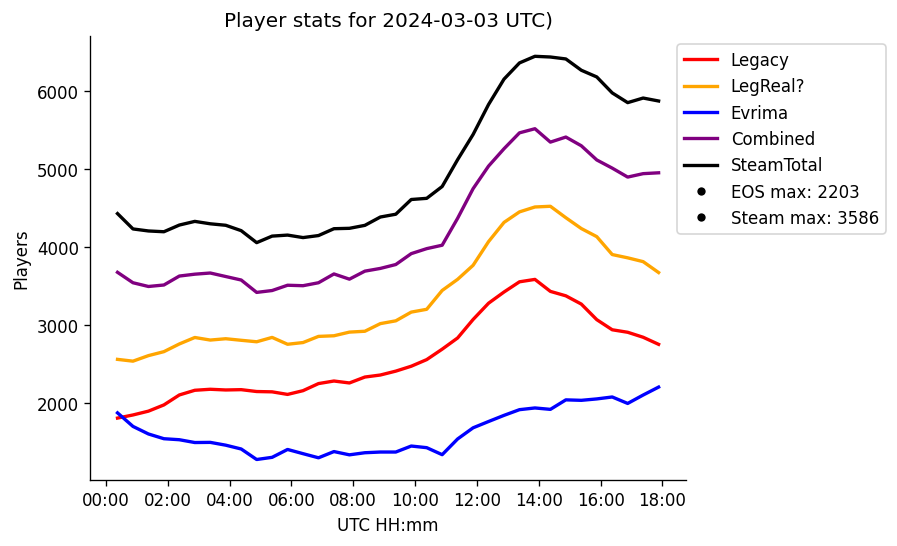 Player stats for 2024-03-03 UTC)
Players
6000
5000
4000
3000
2000
00:00 02:00 04:00 06:00 08:00 10:00 12:00 14:00 16:00 18:00
UTC HH:mm
Legacy
LegReal?
Evrima
Combined
SteamTotal
EOS max: 2203
Steam max: 3586